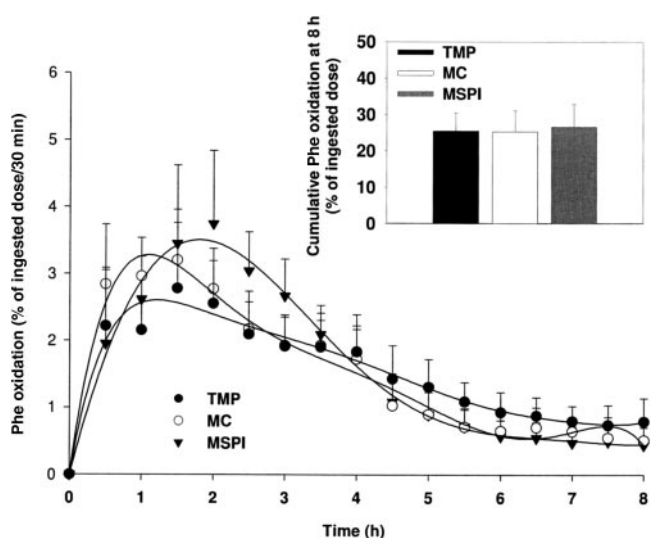 Phe oxidation (% of ingested dose/30 min)
6
5
4
3
2
1
0
TMP
MC
MSPI
0 1 2 3 4 5 6 7 8
Time (h)
Cumulative Phe oxidation at 8 h
(% of ingested dose)
50
40
30
20
10
0
TMP
MC
MSPI